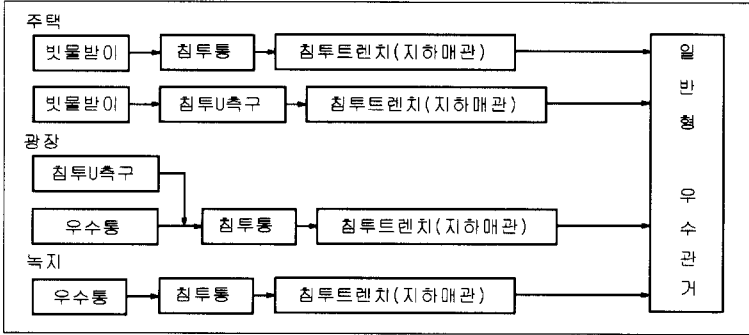 주택
빗물받이 침투통 침투트렌치(지하매관)
빗물받이 침투U측구 침투트렌치(지하매관)
광장
침투U측구
우수통 침투통 침투트렌치(지하매관)
녹지
우수통 침투통 침투트렌치(지하매관)
일반형 우수관거